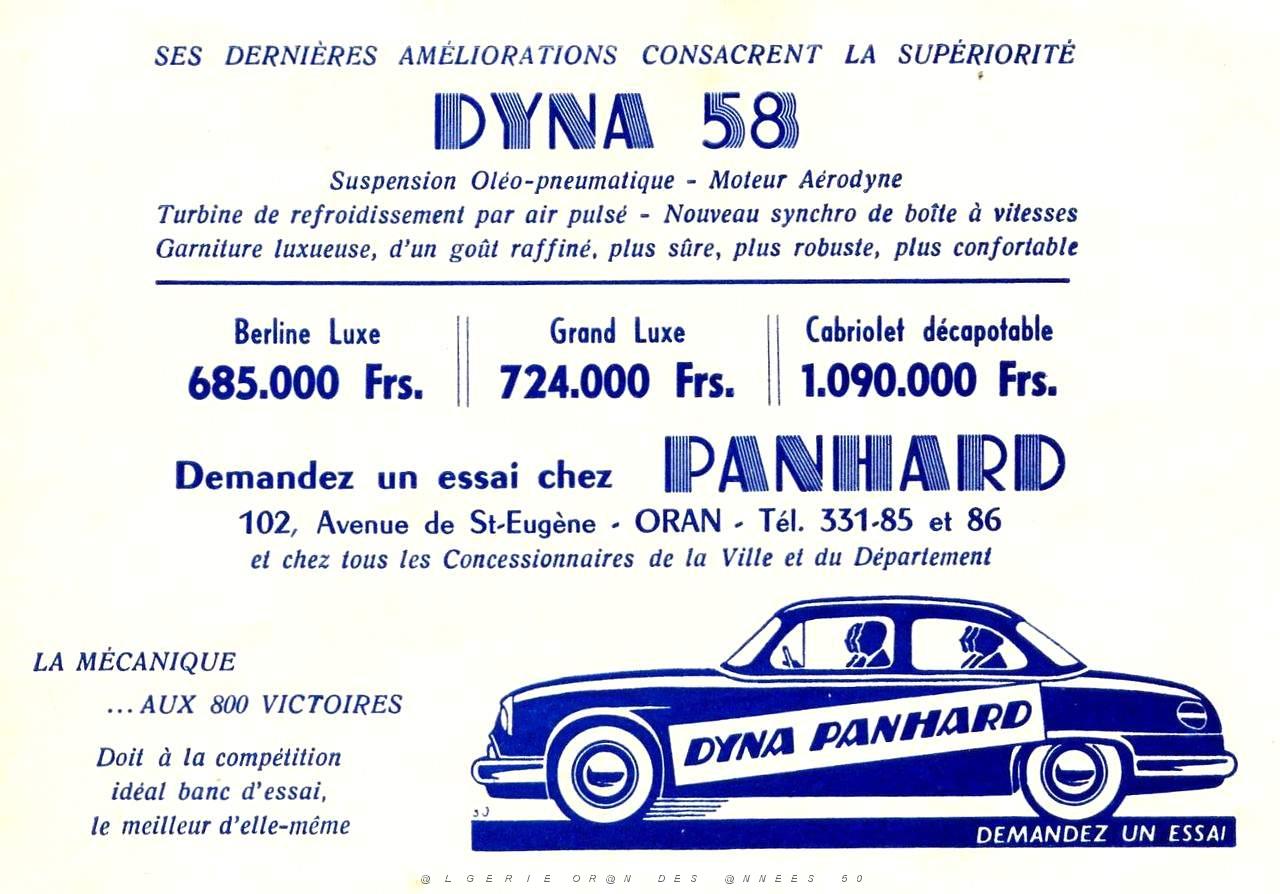 SES DERNIÈRES AMÉLIORATIONS CONSACRENT LA SUPÉRIORITÉ
DYNA 58
Suspension Oléo-pneumatique - Moteur Aérodyne
Turbine de refroidissement par air pulsé - Nouveau synchro de boîte à vitesses
Garniture luxueuse, d'un goût raffiné, plus sûre, plus robuste, plus confortable
Berline Luxe
685.000 Frs.
Grand Luxe
724.000 Frs.
Cabriolet décapotable
1.090.000 Frs.
Demandez un essai chez PANHARD
102, Avenue de St-Eugène - ORAN - Tél. 331-85 et 86
et chez tous les Concessionnaires de la Ville et du Département
LA MÉCANIQUE
...AUX 800 VICTOIRES
Doit à la compétition
idéal banc d'essai,
le meilleur d'elle-même
DYNA PANHARD
DEMANDEZ UN ESSAI
@LGERIE OR@N DES @NNEES 50